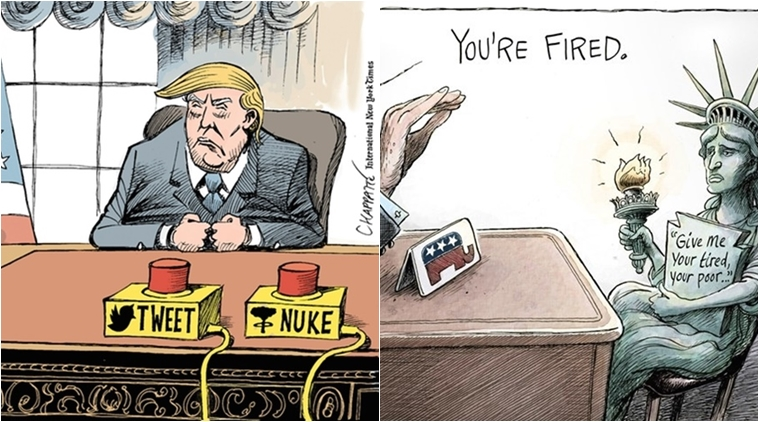 CHAPPATTE International New York Times
TWEET
NUKE
YOU'RE FIRED.
"Give me
Your tired,
your poor..."